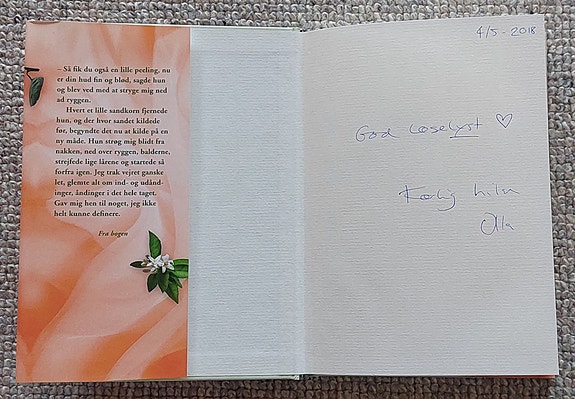 – Så fik du også en lille peeling, nu
er din hud fin og blød, sagde hun
og blev ved med at stryge mig ned
ad ryggen.
Hvert et lille sandkorn fjernede
hun, og der hvor sandet kildede
før, begyndte det nu at kilde på en
ny måde. Hun strøg mig blidt fra
nakken, ned over ryggen, balderne,
strejfede lige lårene og startede så
forfra igen. Jeg trak vejret ganske
let, glemte alt om ind- og udånd-
inger, åndinger i det hele taget.
Gav mig hen til noget, jeg ikke
helt kunne definere.
Fra bogen
4/5 - 2018
God læselyst ♡
Kærlig hilsn